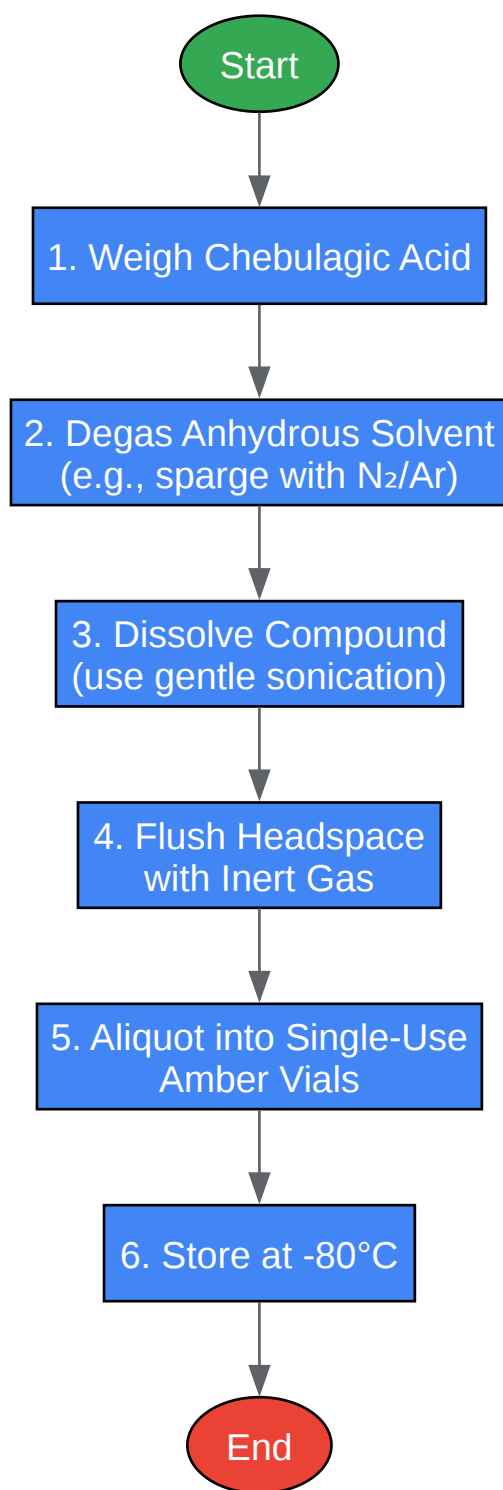 Start
1. Weigh Chebulagic Acid
2. Degas Anhydrous Solvent
(e.g., sparge with N₂/Ar)
3. Dissolve Compound
(use gentle sonication)
4. Flush Headspace
with Inert Gas
5. Aliquot into Single-Use
Amber Vials
6. Store at -80°C
End